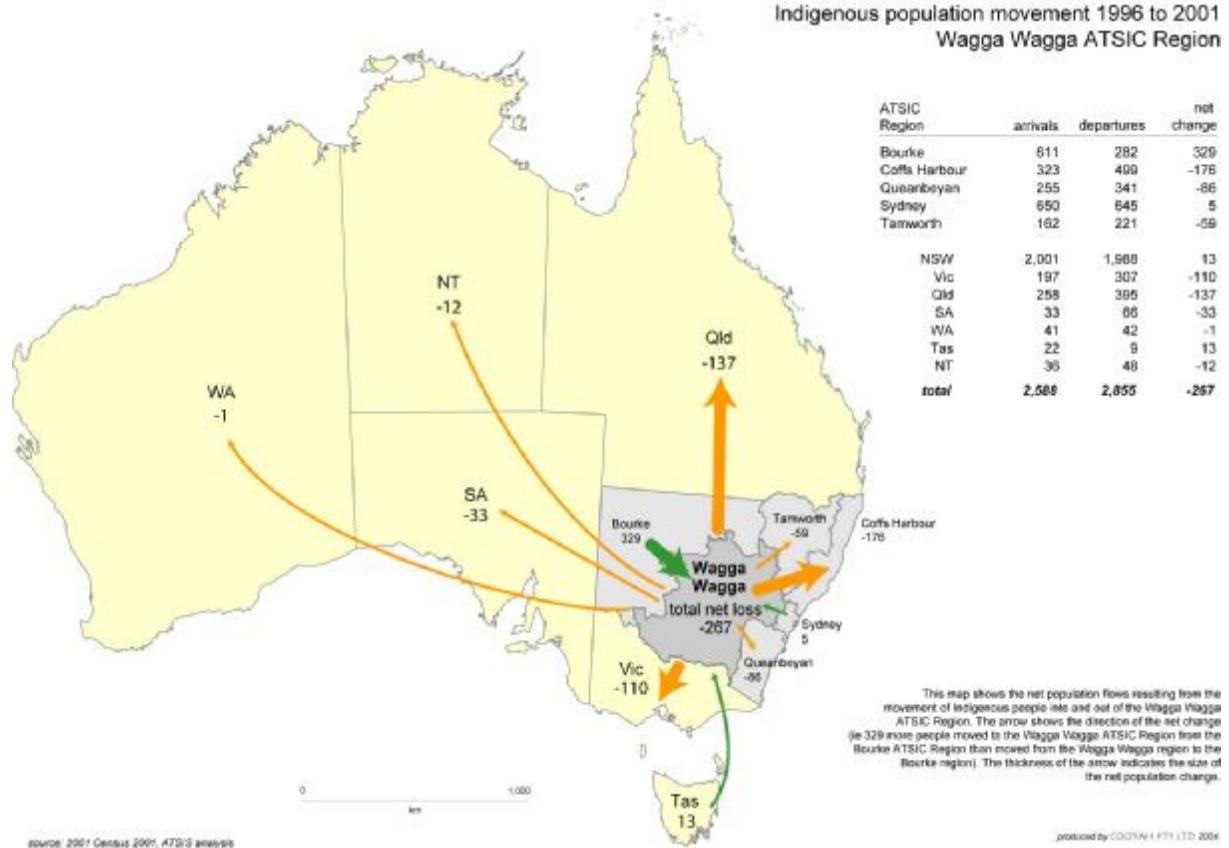 Indigenous population movement 1996 to 2001
Wagga Wagga ATSIC Region
ATSIC Region arrivals departures net change
Bourke 611 282 329
Coffs Harbour 323 499 -176
Queanbeyan 255 341 -86
Sydney 650 645 5
Tamworth 162 221 -59
NSW 2,001 1,988 13
Vic 197 307 -110
Qld 258 395 -137
SA 33 66 -33
WA 41 42 -1
Tas 22 9 13
NT 36 48 -12
total 2,588 2,855 -267
NT
-12
Qld
-137
WA
-1
SA
-33
Bourke
329
Tamworth
-59
Coffs Harbour
-176
Wagga
Wagga
total net loss
-267
Sydney
5
Queanbeyan
-86
Vic
-110
Tas
13
0 1,000
km
This map shows the net population flows resulting from the
movement of Indigenous people into and out of the Wagga Wagga
ATSIC Region. The arrow shows the direction of the net change
(ie 329 more people moved to the Wagga Wagga ATSIC Region from the
Bourke ATSIC Region than moved from the Wagga Wagga region to the
Bourke region). The thickness of the arrow indicates the size of
the net population change.
source: 2001 Census 2001, ATSIS analysis
produced by COOYAH PTY LTD 2004